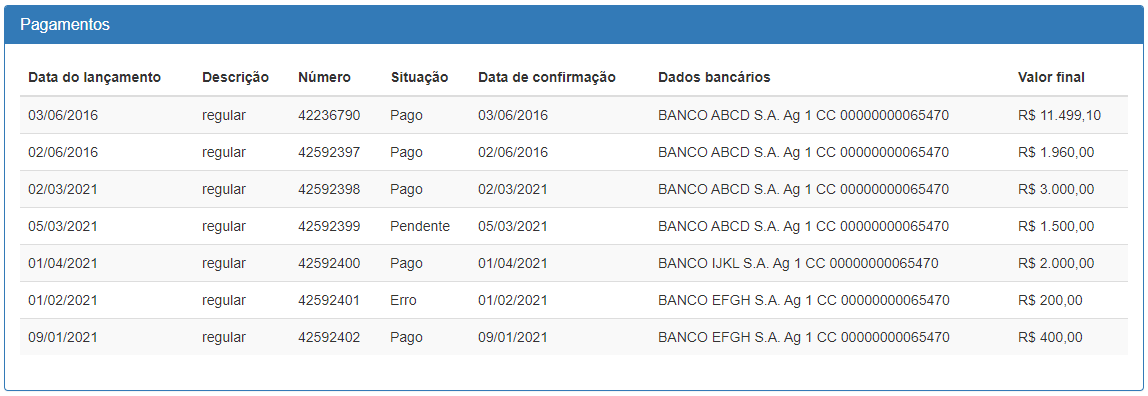 Pagamentos
Data do lançamento Descrição Número Situação Data de confirmação Dados bancários Valor final
03/06/2016 regular 42236790 Pago 03/06/2016 BANCO ABCD S.A. Ag 1 CC 00000000065470 R$ 11.499,10
02/06/2016 regular 42592397 Pago 02/06/2016 BANCO ABCD S.A. Ag 1 CC 00000000065470 R$ 1.960,00
02/03/2021 regular 42592398 Pago 02/03/2021 BANCO ABCD S.A. Ag 1 CC 00000000065470 R$ 3.000,00
05/03/2021 regular 42592399 Pendente 05/03/2021 BANCO ABCD S.A. Ag 1 CC 00000000065470 R$ 1.500,00
01/04/2021 regular 42592400 Pago 01/04/2021 BANCO IJKL S.A. Ag 1 CC 00000000065470 R$ 2.000,00
01/02/2021 regular 42592401 Erro 01/02/2021 BANCO EFGH S.A. Ag 1 CC 00000000065470 R$ 200,00
09/01/2021 regular 42592402 Pago 09/01/2021 BANCO EFGH S.A. Ag 1 CC 00000000065470 R$ 400,00